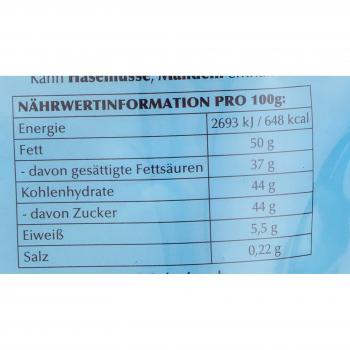 Kann Haselnüsse, Mandeln
NÄHRWERTINFORMATION PRO 100g:
Energie 2693 kJ / 648 kcal
Fett 50 g
- davon gesättigte Fettsäuren 37 g
Kohlenhydrate 44 g
- davon Zucker 44 g
Eiweiß 5,5 g
Salz 0,22 g